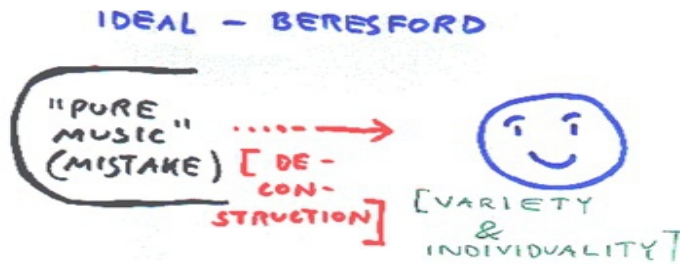 IDEAL - BERESFORD
"PURE
MUSIC"
(MISTAKE)
[DE-
CON-
STRUCTION]
[VARIETY
&
INDIVIDUALITY]